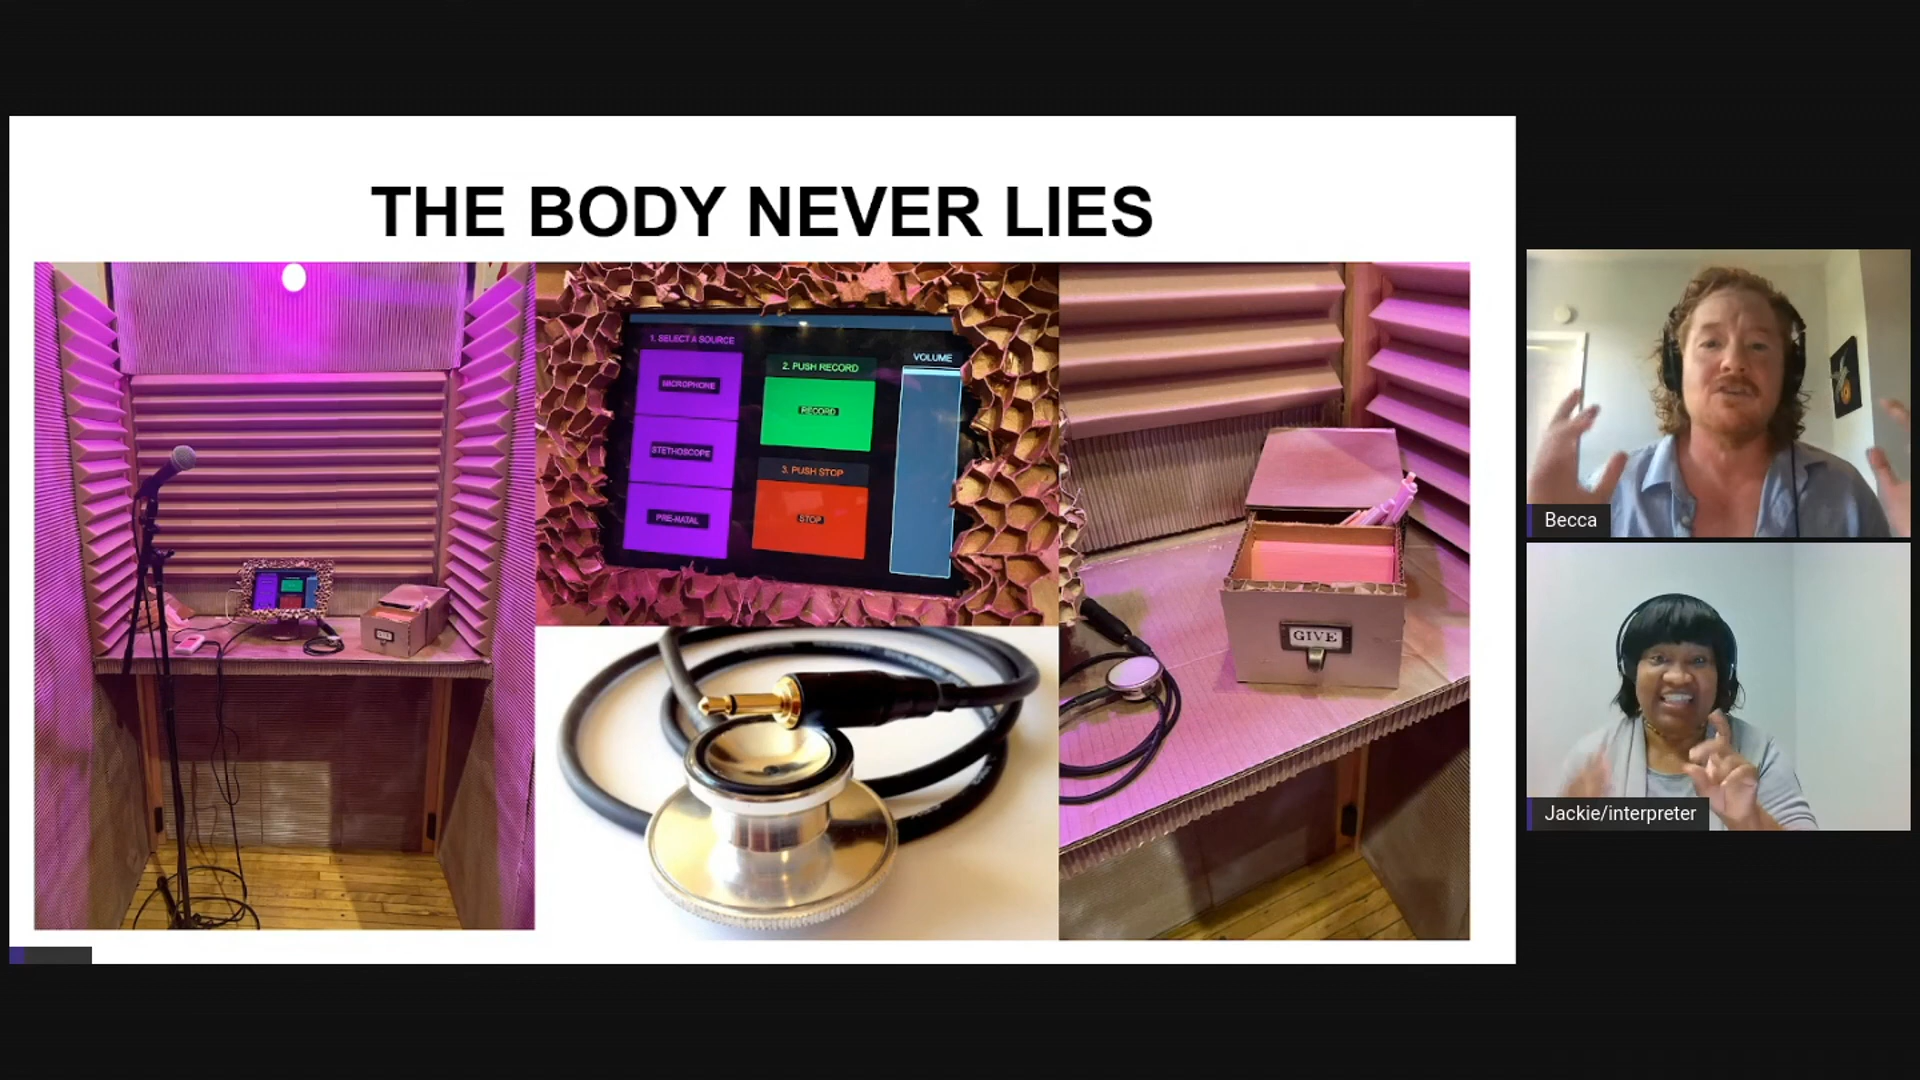 THE BODY NEVER LIES
1. SELECT A SOURCE
MICROPHONE
STETHOSCOPE
PRE-NATAL
2. PUSH RECORD
RECORD
3. PUSH STOP
STOP
VOLUME
GIVE
Becca
Jackie/interpreter